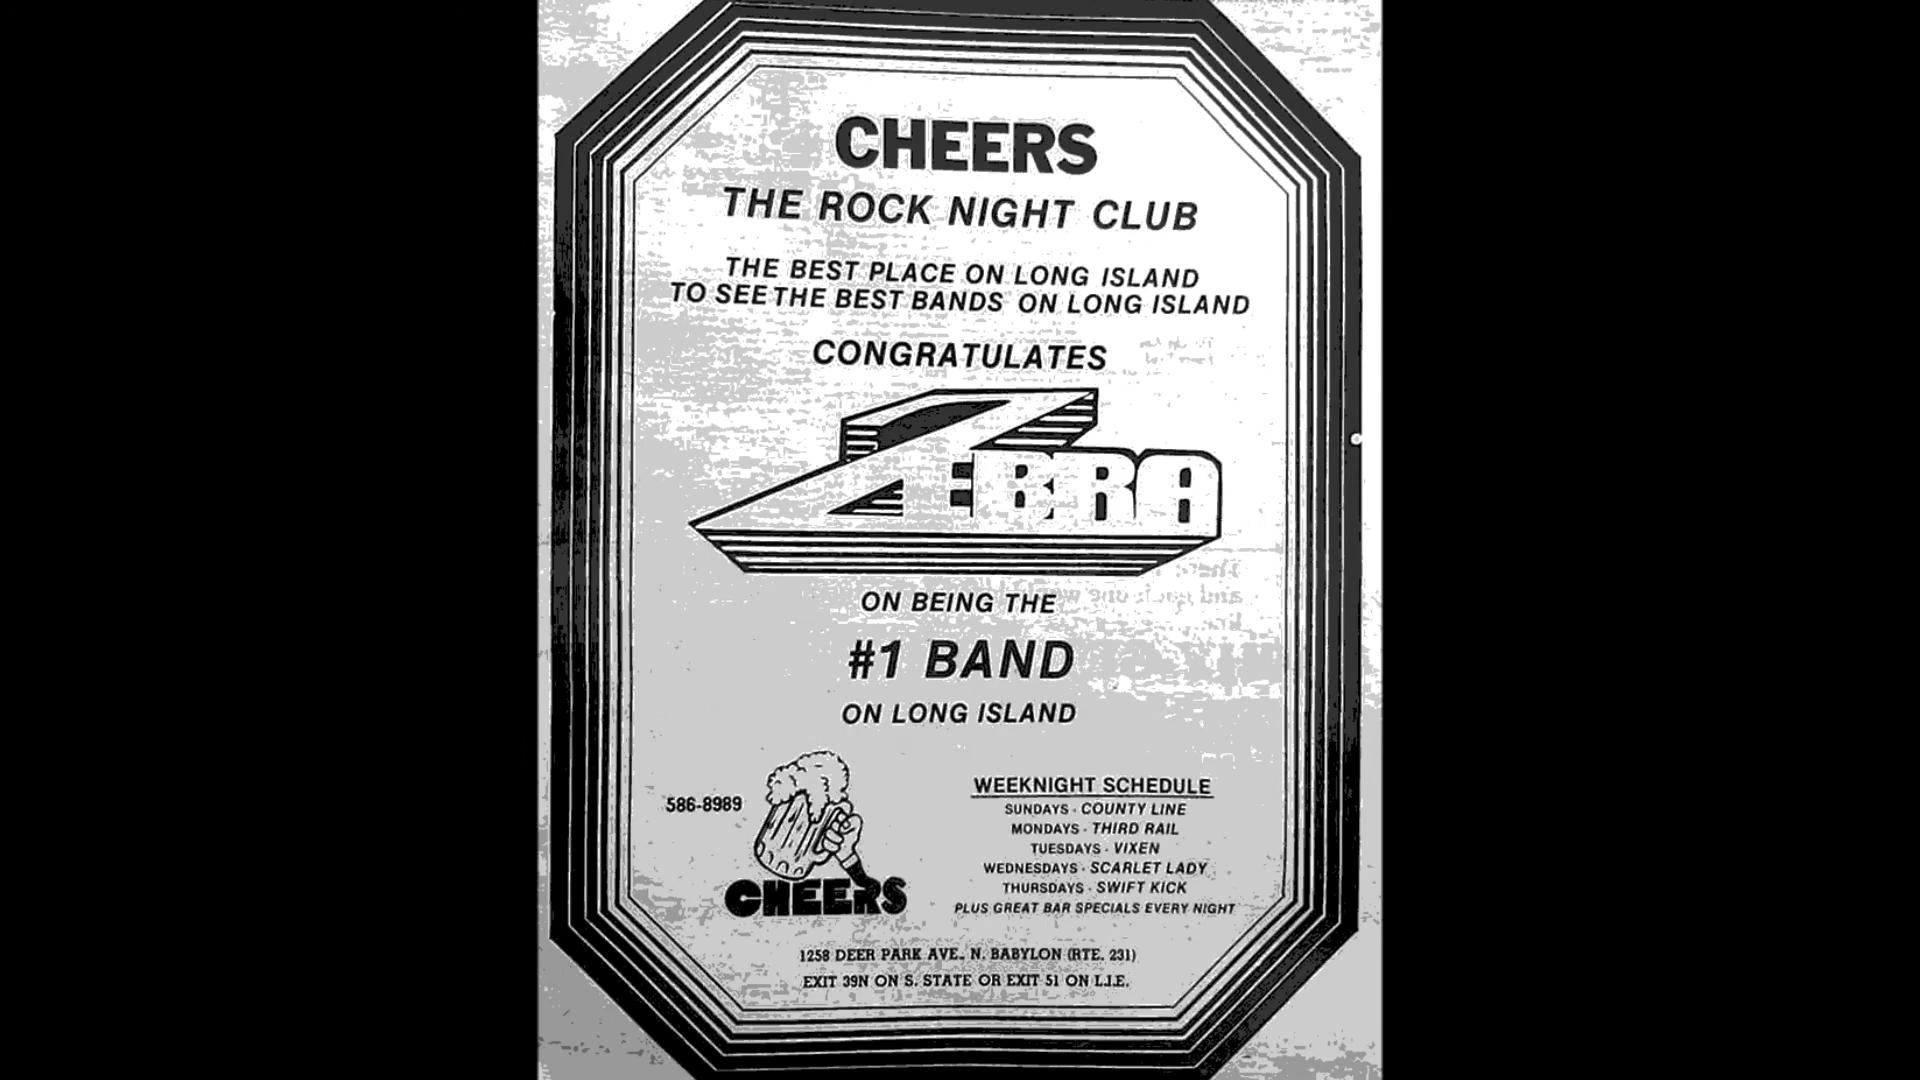 CHEERS
THE ROCK NIGHT CLUB
THE BEST PLACE ON LONG ISLAND
TO SEE THE BEST BANDS ON LONG ISLAND
CONGRATULATES
ZEBRA
ON BEING THE
#1 BAND
ON LONG ISLAND
586-8989
CHEERS
WEEKNIGHT SCHEDULE
SUNDAYS - COUNTY LINE
MONDAYS - THIRD RAIL
TUESDAYS - VIXEN
WEDNESDAYS - SCARLET LADY
THURSDAYS - SWIFT KICK
PLUS GREAT BAR SPECIALS EVERY NIGHT
1258 DEER PARK AVE., N. BABYLON (RTE. 231)
EXIT 39N ON S. STATE OR EXIT 51 ON L.I.E.